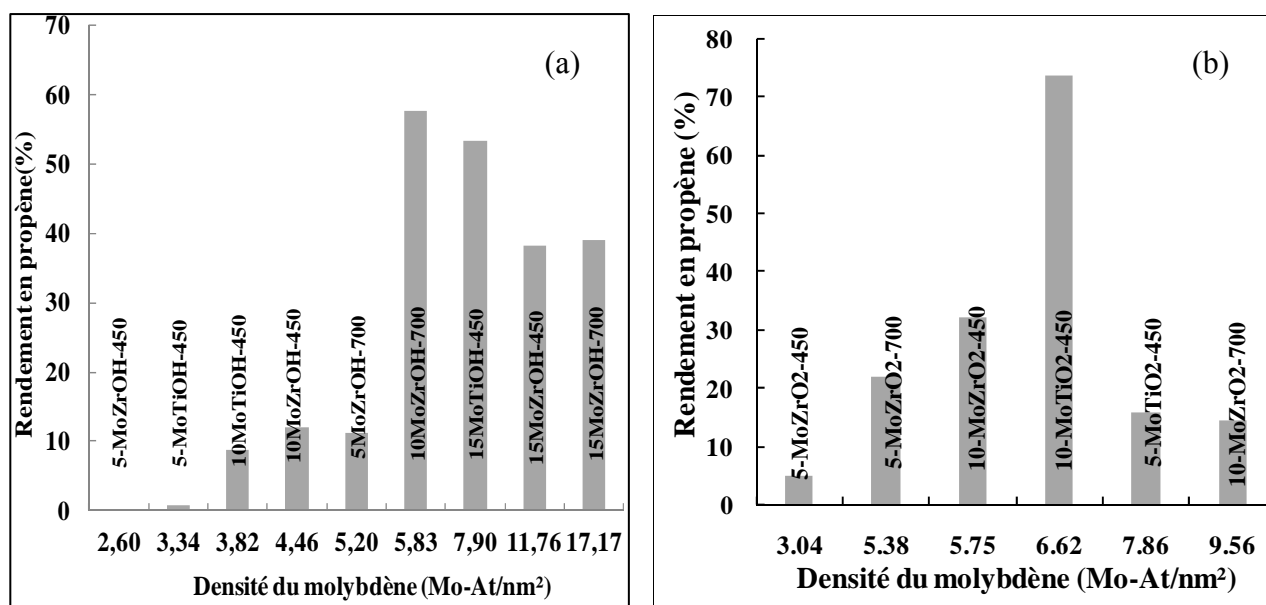 (a)
Rendement en propène(%)
70
60
50
40
30
20
10
0
5-MoZrOH-450
5-MoTiOH-450
10MoTiOH-450
10MoZrOH-450
5MoZrOH-700
10MoZrOH-700
15MoTiOH-450
15MoZrOH-450
15MoZrOH-700
2,60 3,34 3,82 4,46 5,20 5,83 7,90 11,76 17,17
Densité du molybdène (Mo-At/nm²)
(b)
Rendement en propène (%)
80
70
60
50
40
30
20
10
0
5-MoZrO2-450
5-MoZrO2-700
10-MoZrO2-450
10-MoTiO2-450
5-MoTiO2-450
10-MoZrO2-700
3.04 5.38 5.75 6.62 7.86 9.56
Densité du molybdène (Mo-At/nm²)